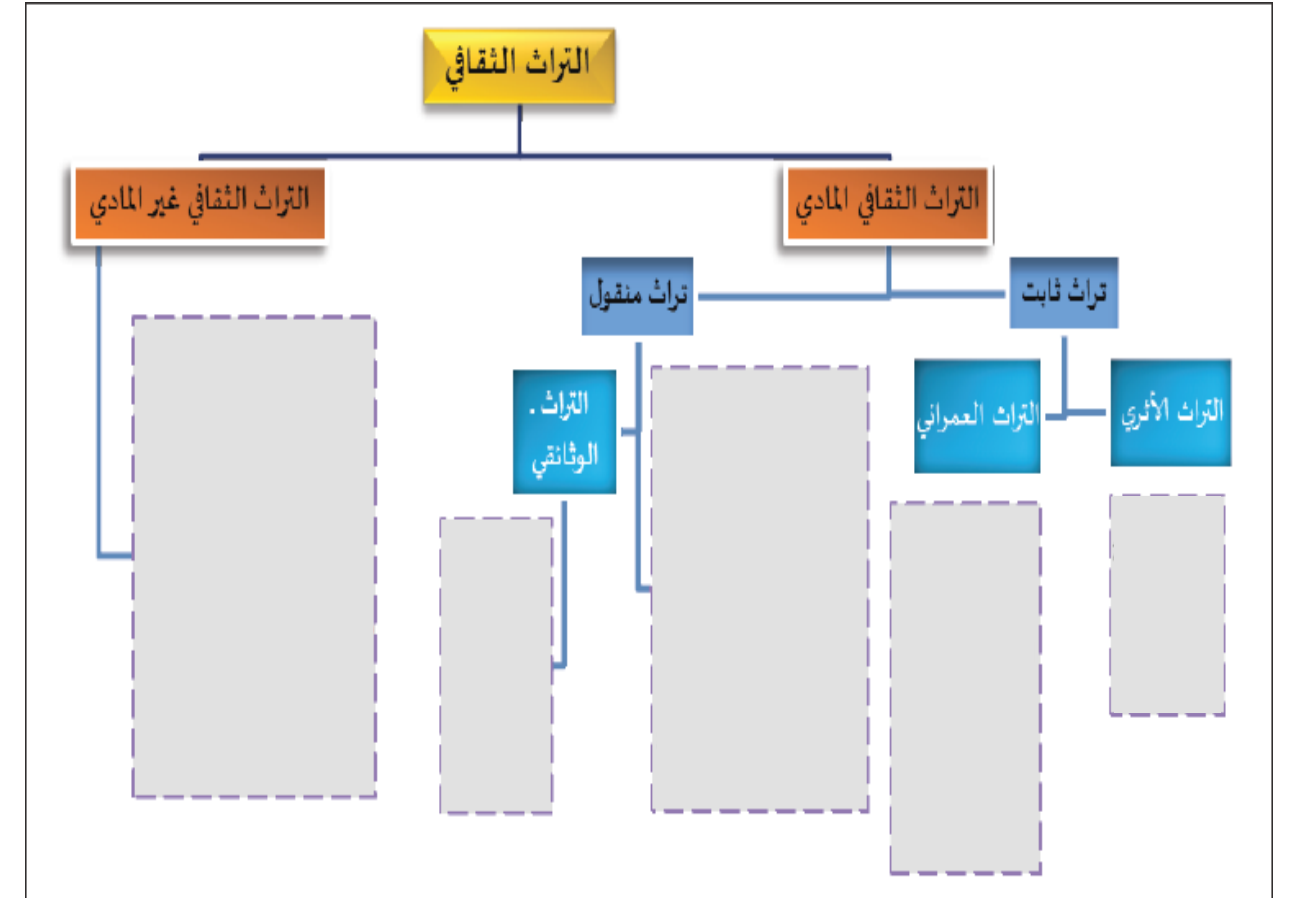 التراث الثقافي
التراث الثقافي المادي
التراث الثقافي غير المادي
تراث ثابت
تراث منقول
التراث الأثري
التراث العمراني
التراث .
الوثائقي